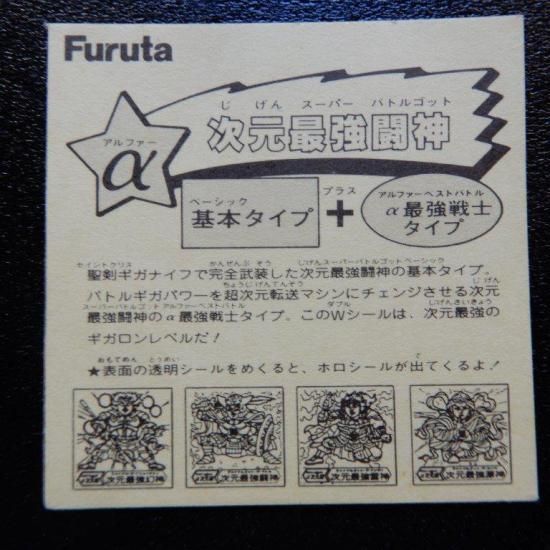 Furuta
じ げん スーパー バトルゴット
次元最強闘神
アルファー
α
ベーシック
基本タイプ
プラス
+
アルファーベストバトル
α最強戦士
タイプ
セイントクリス かんぜんぶ そう じげんスーパーバトルゴットベーシック
聖剣ギガナイフで完全武装した次元最強闘神の基本タイプ。
ちょうじげんてんそう じ げん
バトルギガパワーを超次元転送マシンにチェンジさせる次元
スーパーバトルゴット アルファーベストバトル ダブル じげんさいきょう
最強闘神のα最強戦士タイプ。このWシールは、次元最強の
ギガロンレベルだ!
おもてめん とうめい で
★表面の透明シールをめくると、ホロシールが出てくるよ!
次元最強幻神 次元最強闘神 次元最強雷神